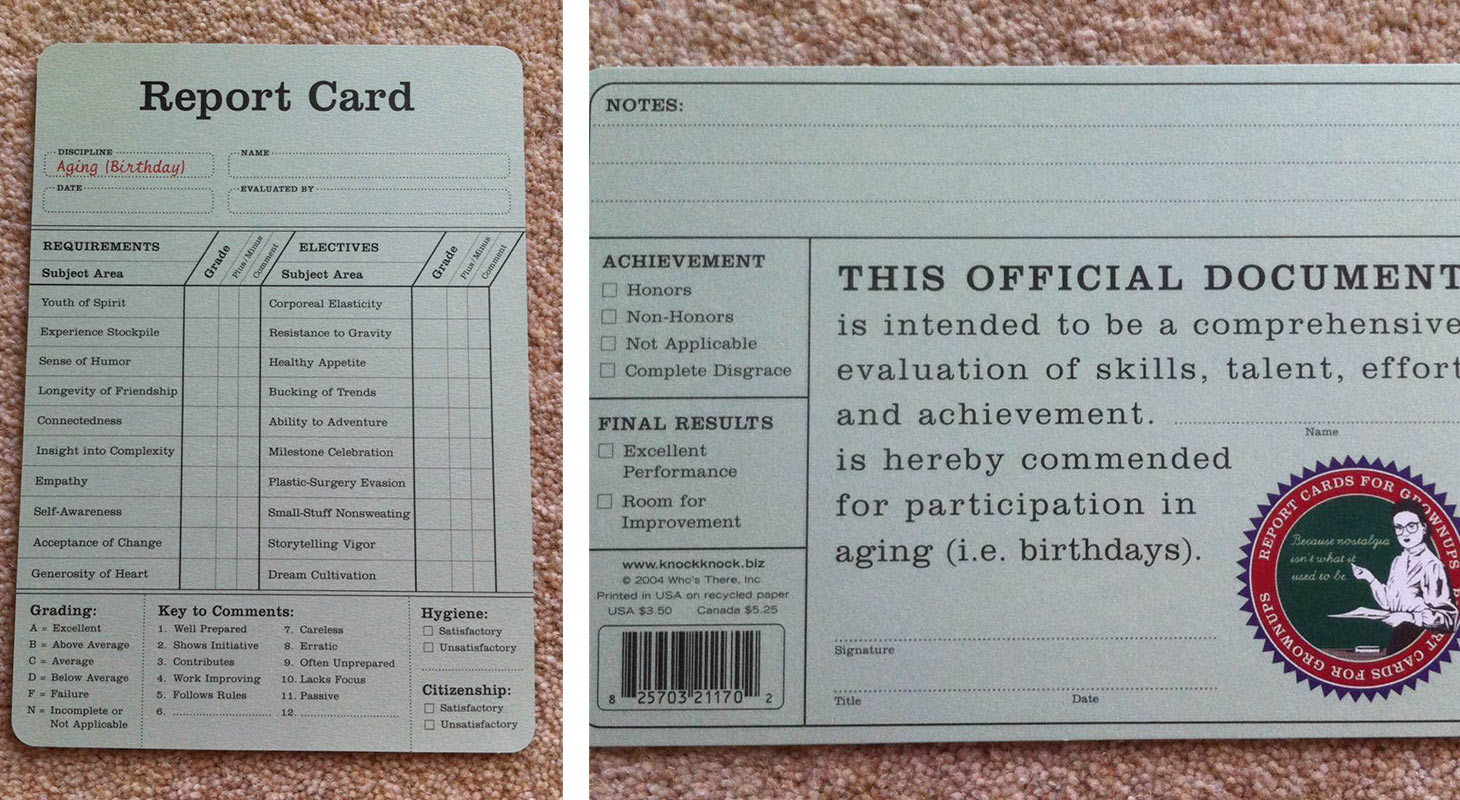 Report Card
DISCIPLINE
Aging (Birthday)
NAME
DATE
EVALUATED BY
REQUIREMENTS
Subject Area
Grade
Plus/Minus
Comment
Youth of Spirit
Experience Stockpile
Sense of Humor
Longevity of Friendship
Connectedness
Insight into Complexity
Empathy
Self-Awareness
Acceptance of Change
Generosity of Heart
ELECTIVES
Subject Area
Grade
Plus/Minus
Comment
Corporeal Elasticity
Resistance to Gravity
Healthy Appetite
Bucking of Trends
Ability to Adventure
Milestone Celebration
Plastic-Surgery Evasion
Small-Stuff Nonsweating
Storytelling Vigor
Dream Cultivation
Grading:
A = Excellent
B = Above Average
C = Average
D = Below Average
F = Failure
N = Incomplete or
Not Applicable
Key to Comments:
1. Well Prepared
2. Shows Initiative
3. Contributes
4. Work Improving
5. Follows Rules
6.
7. Careless
8. Erratic
9. Often Unprepared
10. Lacks Focus
11. Passive
12.
Hygiene:
Satisfactory
Unsatisfactory
Citizenship:
Satisfactory
Unsatisfactory
NOTES:
ACHIEVEMENT
Honors
Non-Honors
Not Applicable
Complete Disgrace
FINAL RESULTS
Excellent
Performance
Room for
Improvement
www.knockknock.biz
© 2004 Who's There, Inc.
Printed in USA on recycled paper
USA $3.50 Canada $5.25
8 25703 21170 2
THIS OFFICIAL DOCUMENT
is intended to be a comprehensive
evaluation of skills, talent, effort
and achievement.
Name
is hereby commended
for participation in
aging (i.e. birthdays).
Signature
Title
Date
REPORT CARDS FOR GROWNUPS
Because nostalgia
isn't what it
used to be.
RT CARDS FOR GROWNUPS